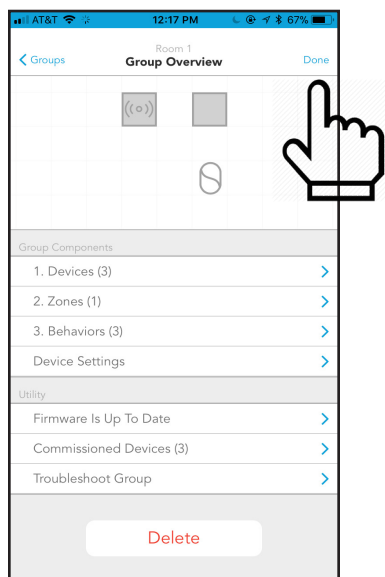 AT&T 12:17 PM 67%
Room 1
Groups Group Overview Done
Group Components
1. Devices (3)
2. Zones (1)
3. Behaviors (3)
Device Settings
Utility
Firmware Is Up To Date
Commissioned Devices (3)
Troubleshoot Group
Delete